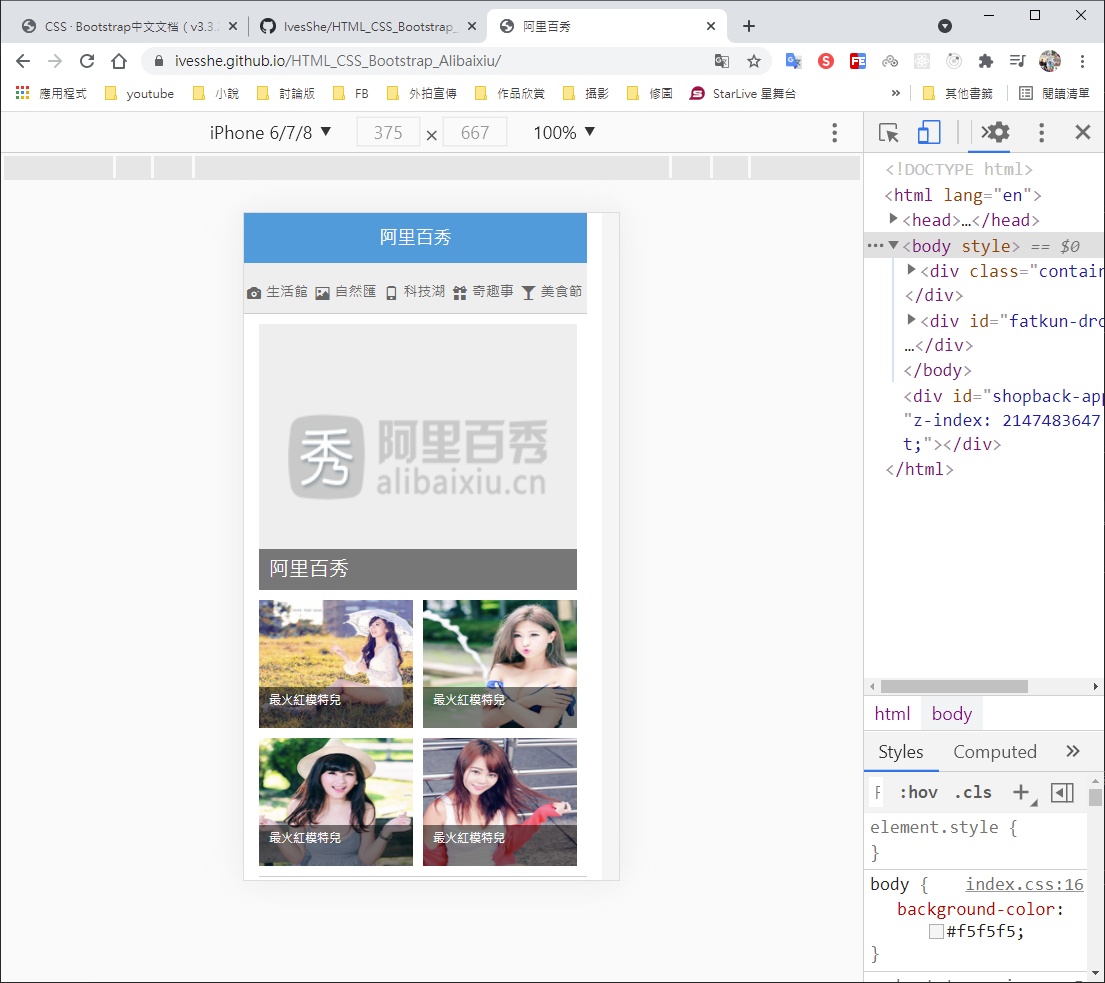 CSS · Bootstrap中文文档 ( v3.3.
IvesShe/HTML_CSS_Bootstrap_
阿里百秀
ivesshe.github.io/HTML_CSS_Bootstrap_Alibaixiu/
應用程式 youtube 小說 討論版 FB 外拍宣傳 作品欣賞 攝影 修圖 StarLive 星舞台 » 其他書籤 閱讀清單
iPhone 6/7/8 ▼ 375 × 667 100% ▼
阿里百秀
生活館 自然匯 科技湖 奇趣事 美食節
秀 阿里百秀
alibaixiu.cn
阿里百秀
最火紅模特兒 最火紅模特兒
最火紅模特兒 最火紅模特兒
<!DOCTYPE html>
<html lang="en">
<head>…</head>
<body style> == $0
<div class="contain
</div>
<div id="fatkun-dro
…</div>
</body>
<div id="shopback-app
"z-index: 2147483647
t;"></div>
</html>
html body
Styles Computed »
:hov .cls +
element.style {
}
body { index.css:16
background-color:
#f5f5f5;
}